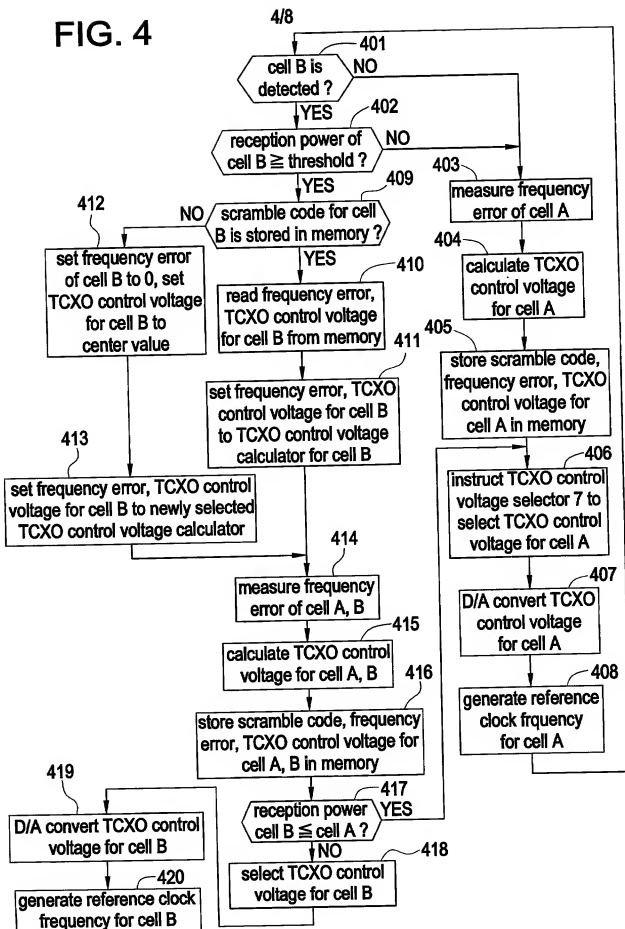 4/8
FIG. 4
401
cell B is
detected ?
NO
YES
402
reception power of
cell B ≧ threshold ?
NO
YES
403
measure frequency
error of cell A
409
scramble code for cell
B is stored in memory ?
NO
YES
412
set frequency error
of cell B to 0, set
TCXO control voltage
for cell B to
center value
404
calculate TCXO
control voltage
for cell A
410
read frequency error,
TCXO control voltage
for cell B from memory
405
store scramble code,
frequency error, TCXO
control voltage for
cell A in memory
411
set frequency error, TCXO
control voltage for cell B
to TCXO control voltage
calculator for cell B
413
set frequency error, TCXO control
voltage for cell B to newly selected
TCXO control voltage calculator
406
instruct TCXO control
voltage selector 7 to
select TCXO control
voltage for cell A
414
measure frequency
error of cell A, B
407
D/A convert TCXO
control voltage
for cell A
415
calculate TCXO control
voltage for cell A, B
408
generate reference
clock frquency
for cell A
416
store scramble code, frequency
error, TCXO control voltage for
cell A, B in memory
417
reception power
cell B ≦ cell A ?
YES
NO
418
select TCXO control
voltage for cell B
419
D/A convert TCXO control
voltage for cell B
420
generate reference clock
frequency for cell B